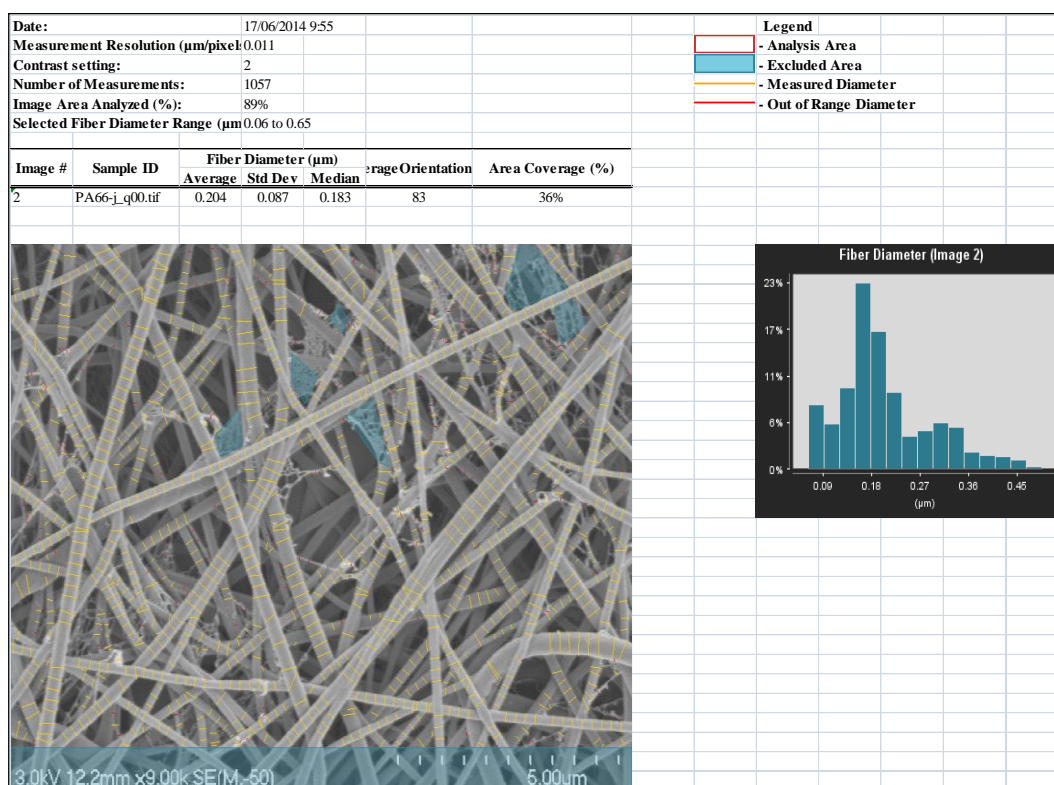 Date: 17/06/2014 9:55
Measurement Resolution (µm/pixel: 0.011
Contrast setting: 2
Number of Measurements: 1057
Image Area Analyzed (%): 89%
Selected Fiber Diameter Range (µm 0.06 to 0.65
Legend
- Analysis Area
- Excluded Area
- Measured Diameter
- Out of Range Diameter
Image # Sample ID Fiber Diameter (µm) erage Orientation Area Coverage (%)
Average Std Dev Median
2 PA66-j_q00.tif 0.204 0.087 0.183 83 36%
Fiber Diameter (Image 2)
23%
17%
11%
6%
0%
0.09 0.18 0.27 0.36 0.45
(µm)
3.0kV 12.2mm x9.00k SE(M,-50) 5.00um